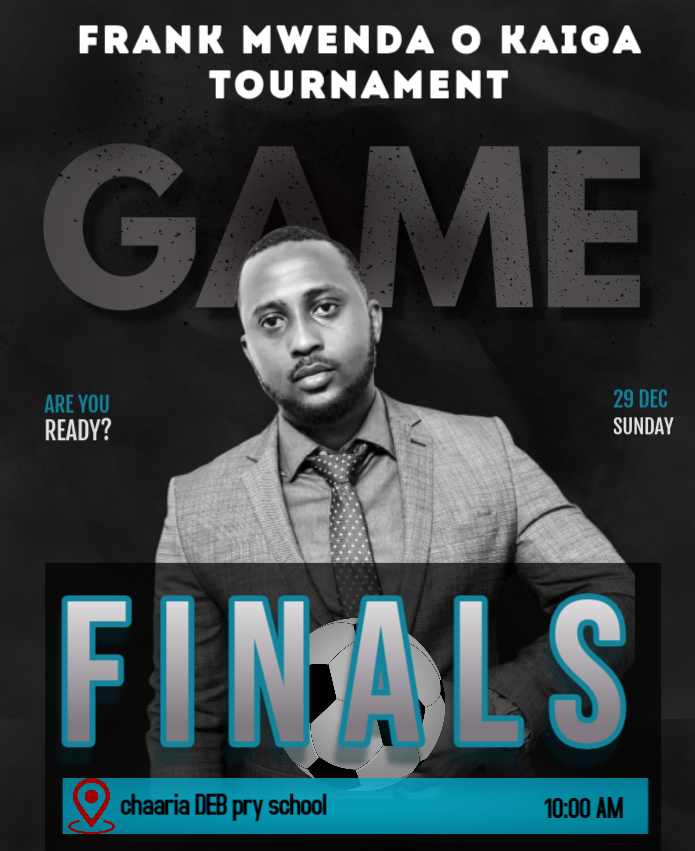 FRANK MWENDA O KAIGA
TOURNAMENT
GAME
ARE YOU
READY?
29 DEC
SUNDAY
FINALS
chaaria DEB pry school
10:00 AM